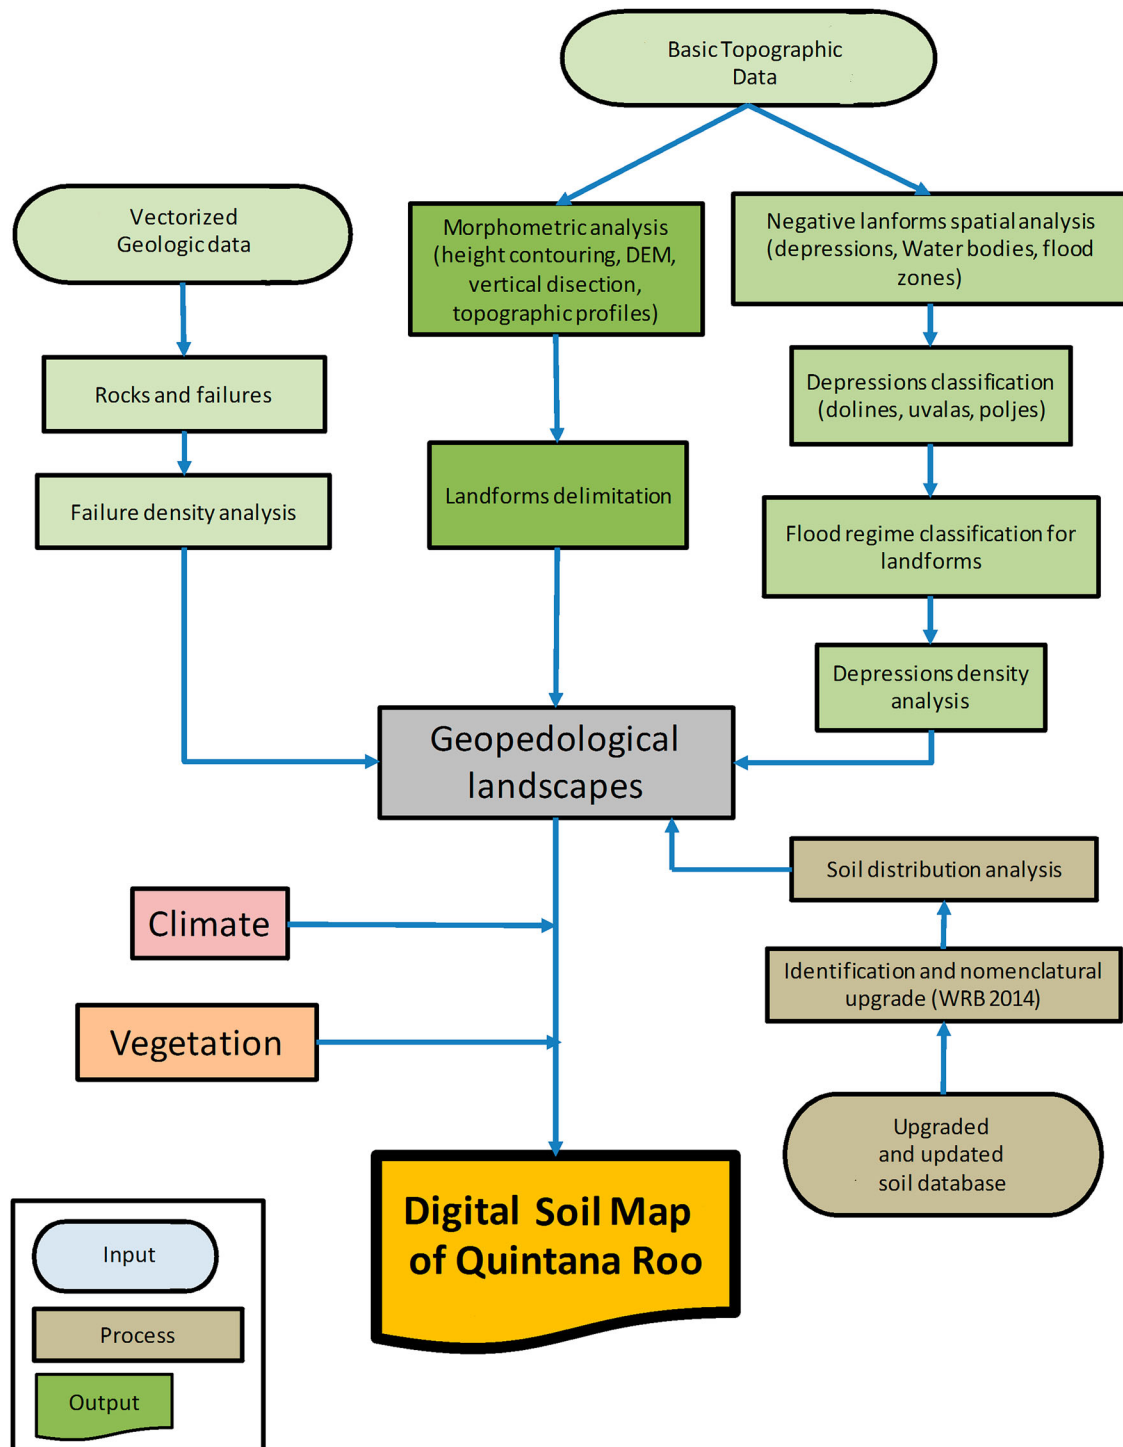 Basic Topographic
Data
Vectorized
Geologic data
Morphometric analysis
(height contouring, DEM,
vertical disection,
topographic profiles)
Negative lanforms spatial analysis
(depressions, Water bodies, flood
zones)
Rocks and failures
Depressions classification
(dolines, uvalas, poljes)
Failure density analysis
Landforms delimitation
Flood regime classification for
landforms
Depressions density
analysis
Geopedological
landscapes
Soil distribution analysis
Climate
Identification and nomenclatural
upgrade (WRB 2014)
Vegetation
Upgraded
and updated
soil database
Digital Soil Map
of Quintana Roo
Input
Process
Output